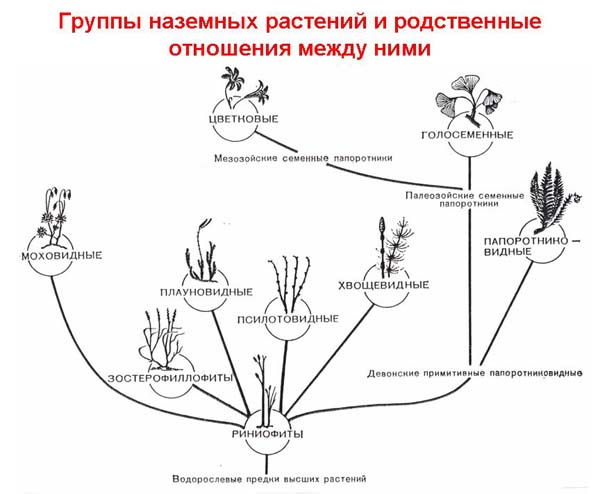 Группы наземных растений и родственные
отношения между ними
ЦВЕТКОВЫЕ
ГОЛОСЕМЕННЫЕ
Мезозойские семенные папоротники
Палеозойские семенные
папоротники
МОХОВИДНЫЕ
ПАПОРОТНИКО-
ВИДНЫЕ
ХВОЩЕВИДНЫЕ
ПЛАУНОВИДНЫЕ
ПСИЛОТОВИДНЫЕ
ЗОСТЕРОФИЛЛОФИТЫ
Девонские примитивные папоротниковидные
РИНИОФИТЫ
Водорослевые предки высших растений